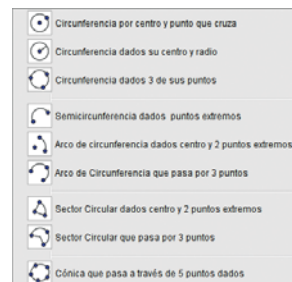 Circunferencia por centro y punto que cruza
Circunferencia dados su centro y radio
Circunferencia dados 3 de sus puntos
Semicircunferencia dados puntos extremos
Arco de circunferencia dados centro y 2 puntos extremos
Arco de Circunferencia que pasa por 3 puntos
Sector Circular dados centro y 2 puntos extremos
Sector Circular que pasa por 3 puntos
Cónica que pasa a través de 5 puntos dados